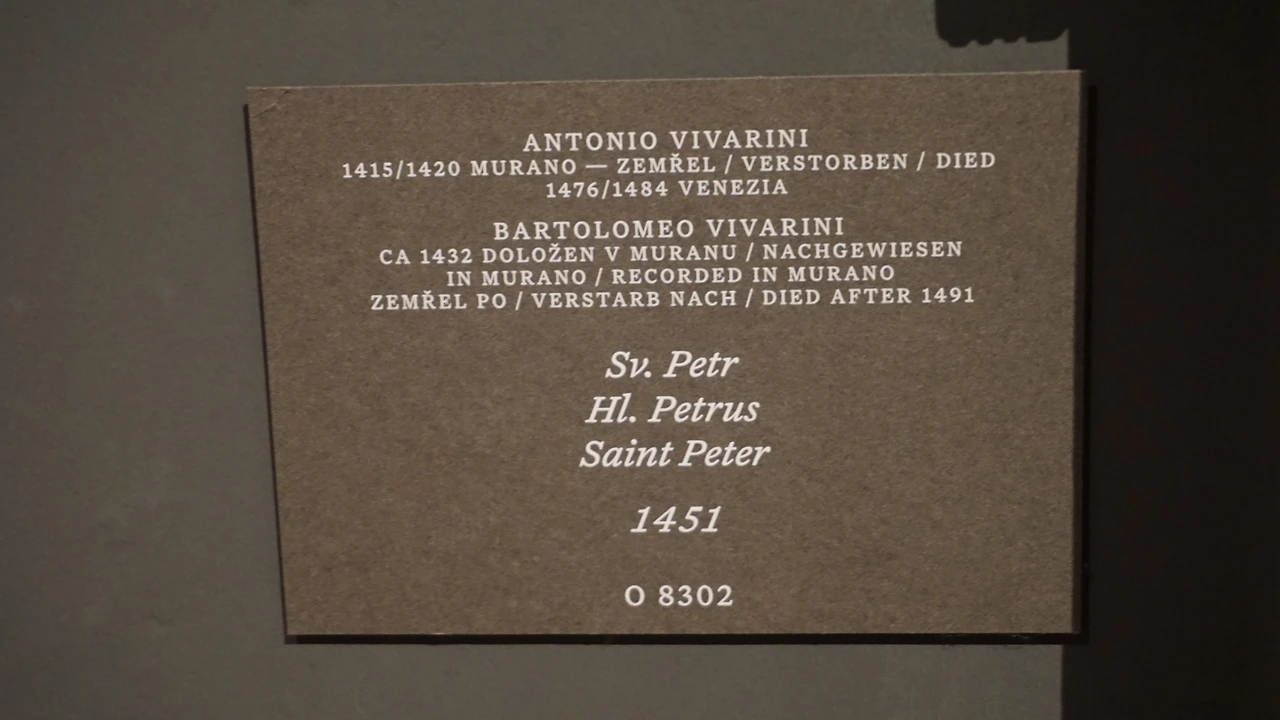 ANTONIO VIVARINI
1415/1420 MURANO — ZEMŘEL / VERSTORBEN / DIED
1476/1484 VENEZIA
BARTOLOMEO VIVARINI
CA 1432 DOLOŽEN V MURANU / NACHGEWIESEN
IN MURANO / RECORDED IN MURANO
ZEMŘEL PO / VERSTARB NACH / DIED AFTER 1491
Sv. Petr
Hl. Petrus
Saint Peter
1451
O 8302